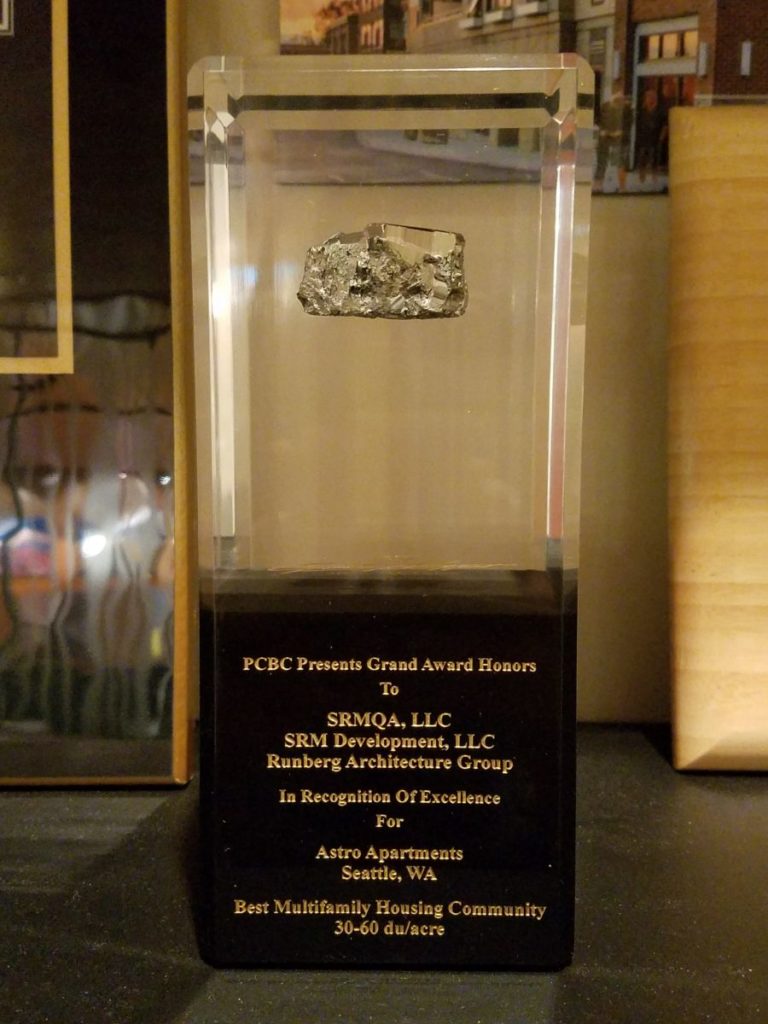 PCBC Presents Grand Award Honors
To
SRMQA, LLC
SRM Development, LLC
Runberg Architecture Group
In Recognition Of Excellence
For
Astro Apartments
Seattle, WA
Best Multifamily Housing Community
30-60 du/acre